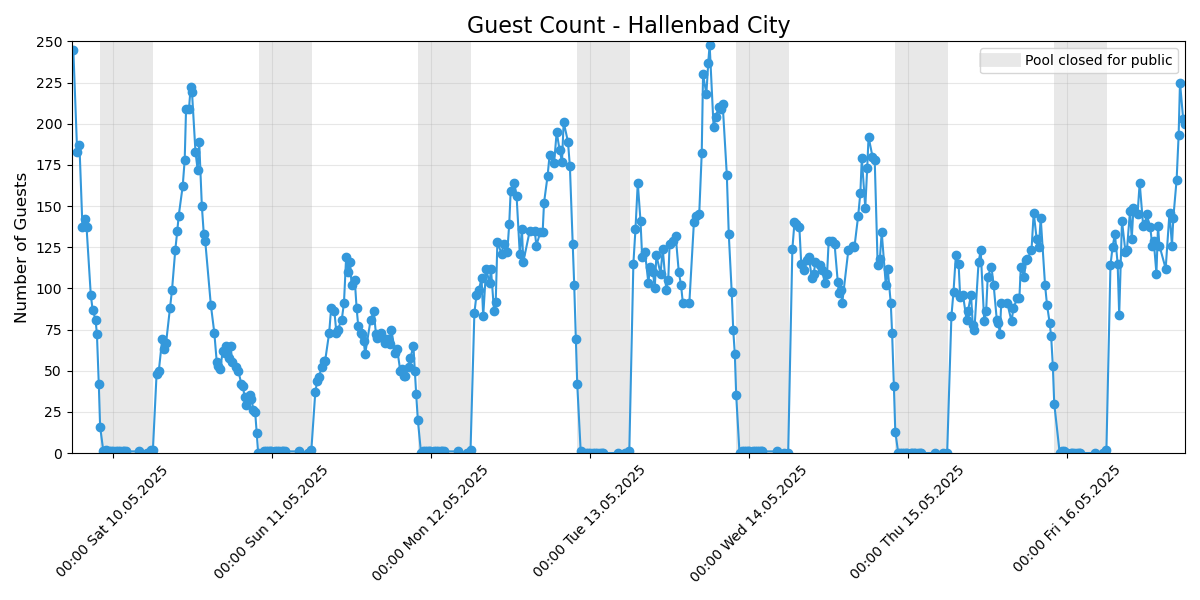 Guest Count - Hallenbad City
Pool closed for public
Number of Guests
250
225
200
175
150
125
100
75
50
25
0
00:00 Sat 10.05.2025
00:00 Sun 11.05.2025
00:00 Mon 12.05.2025
00:00 Tue 13.05.2025
00:00 Wed 14.05.2025
00:00 Thu 15.05.2025
00:00 Fri 16.05.2025